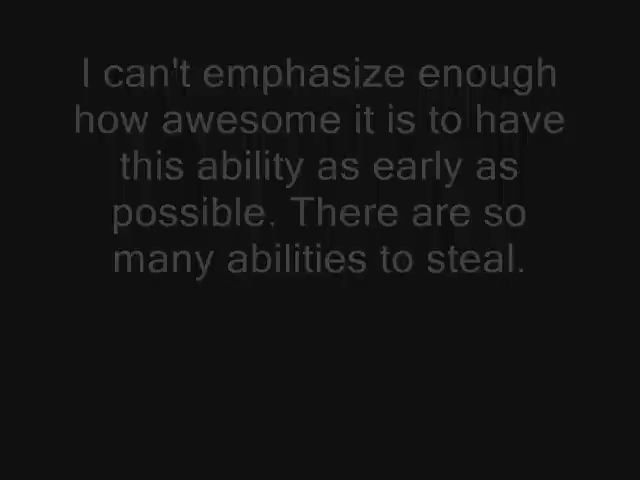 I can't emphasize enough
how awesome it is to have
this ability as early as
possible. There are so
many abilities to steal.